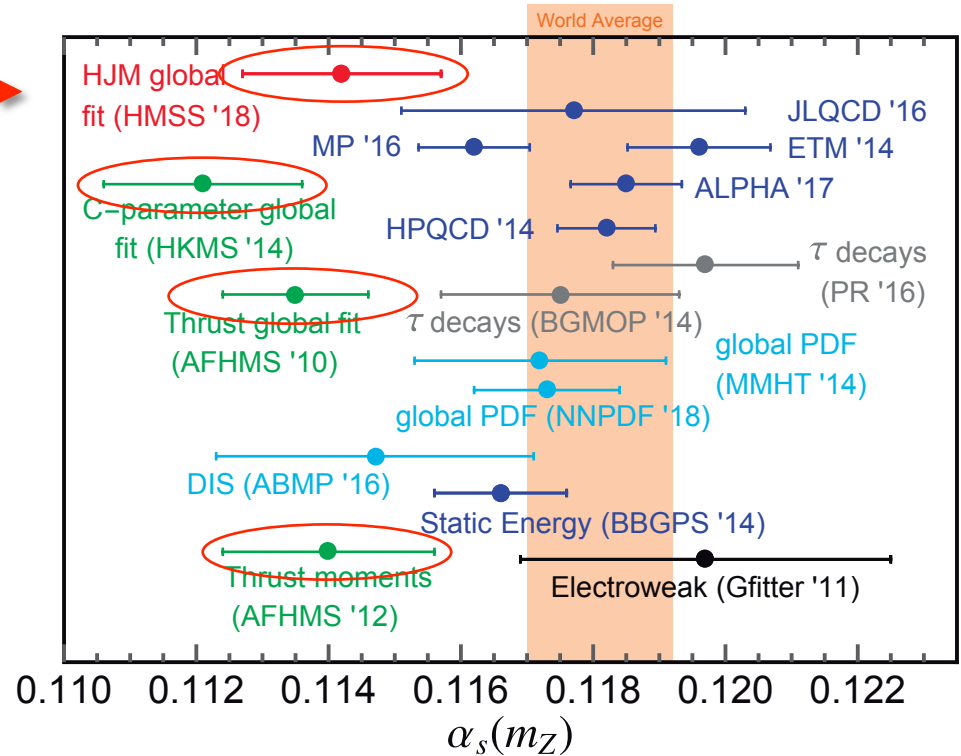 World Average
HJM global
fit (HMSS '18)
JLQCD '16
MP '16
ETM '14
ALPHA '17
C−parameter global
fit (HKMS '14)
HPQCD '14
τ decays
(PR '16)
Thrust global fit
(AFHMS '10)
τ decays (BGMOP '14)
global PDF
(MMHT '14)
global PDF (NNPDF '18)
DIS (ABMP '16)
Static Energy (BBGPS '14)
Thrust moments
(AFHMS '12)
Electroweak (Gfitter '11)
0.110 0.112 0.114 0.116 0.118 0.120 0.122
αs(mZ)